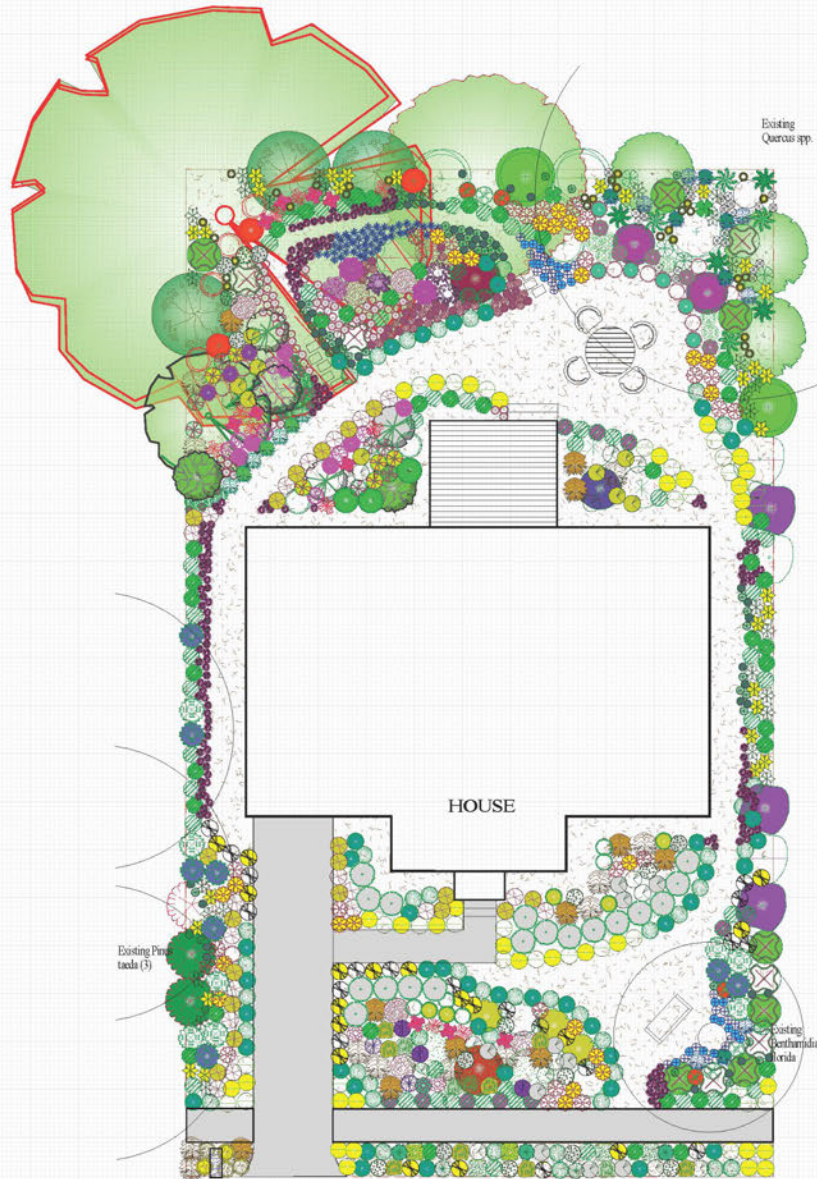 Existing
Quercus spp.
HOUSE
Existing Pinus
taeda (3)
Existing
Benthamidia
florida